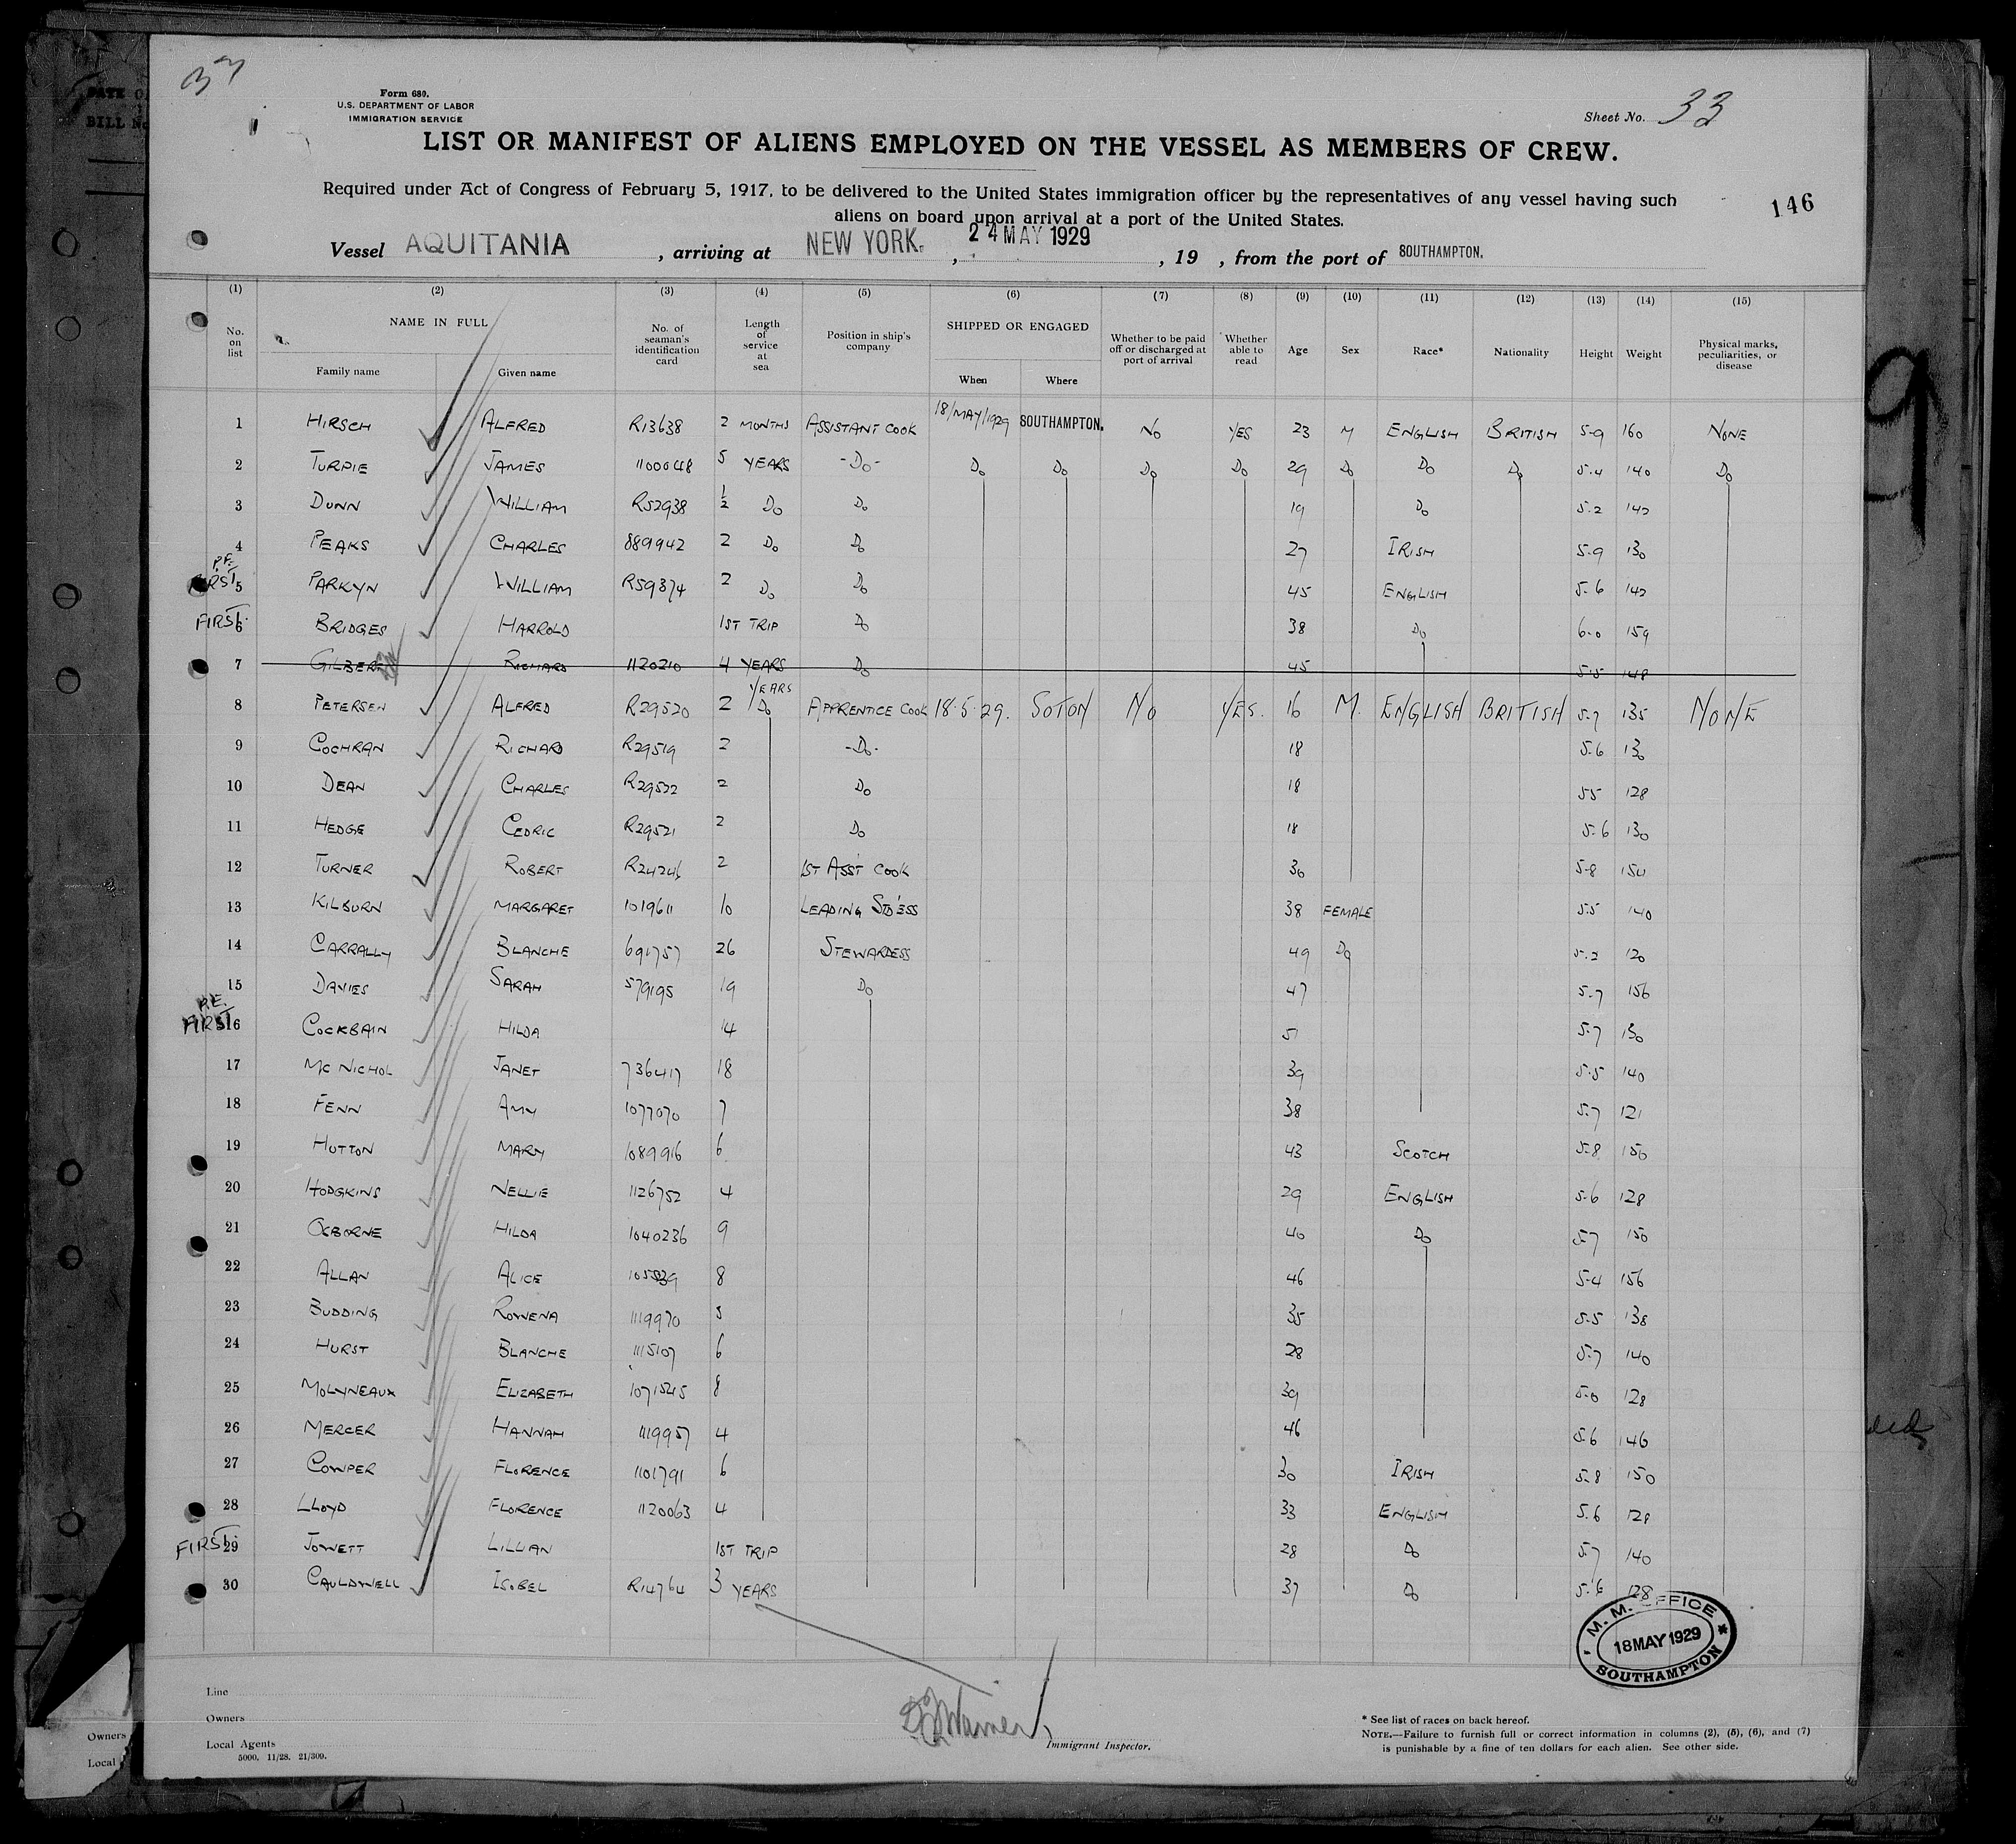 37
Form 680.
U.S. DEPARTMENT OF LABOR
IMMIGRATION SERVICE
Sheet No. 33
LIST OR MANIFEST OF ALIENS EMPLOYED ON THE VESSEL AS MEMBERS OF CREW.
Required under Act of Congress of February 5, 1917, to be delivered to the United States immigration officer by the representatives of any vessel having such
aliens on board upon arrival at a port of the United States.
146
Vessel AQUITANIA , arriving at NEW YORK. , 24 MAY 1929 , 19 , from the port of SOUTHAMPTON.
(1) (2) (3) (4) (5) (6) (7) (8) (9) (10) (11) (12) (13) (14) (15)
No. on list NAME IN FULL Family name Given name No. of seaman's identification card Length of service at sea Position in ship's company SHIPPED OR ENGAGED When Where Whether to be paid off or discharged at port of arrival Whether able to read Age Sex Race* Nationality Height Weight Physical marks, peculiarities, or disease
1 HIRSCH ALFRED R13638 2 MONTHS ASSISTANT COOK 18/MAY/1929 SOUTHAMPTON. NO YES 23 M ENGLISH BRITISH 5-9 160 NONE
2 TURPIE JAMES 1100048 5 YEARS -DO- DO DO DO DO 29 DO DO DO 5.4 140 DO
3 DUNN WILLIAM R52938 1/2 DO DO 19 DO 5.2 142
4 PEAKS CHARLES 889942 2 DO DO 27 IRISH 5-9 130
P.F. FIRST 5 PARKYN WILLIAM R59374 2 DO DO 45 ENGLISH 5.6 142
FIRST 6 BRIDGES HARROLD 1ST TRIP DO 38 DO 6.0 159
7 GILBERT RICHARD 1120210 4 YEARS DO 45 5.5 148
8 PETERSEN ALFRED R29520 2 YEARS DO APPRENTICE COOK 18.5.29. SOTON NO YES. 16 M. ENGLISH BRITISH 5.7 135 NONE
9 COCHRAN RICHARD R29519 2 -DO- 18 5.6 130
10 DEAN CHARLES R29522 2 DO 18 5.5 128
11 HEDGE CEDRIC R29521 2 DO 18 5.6 130
12 TURNER ROBERT R24246 2 1ST ASST COOK 30 5-8 150
13 KILBURN MARGARET 1019611 10 LEADING STD'ESS 38 FEMALE 5.5 140
14 CARRALLY BLANCHE 691757 26 STEWARDESS 49 DO 5.2 120
15 DAVIES SARAH 579195 19 DO 47 5.7 156
P.E. FIRST 16 COCKBAIN HILDA 14 51 5.7 130
17 MC NICHOL JANET 736417 18 39 5.5 140
18 FENN AMY 1077070 7 38 5.7 121
19 HUTTON MARY 1089916 6 43 SCOTCH 5.8 150
20 HODGKINS NELLIE 1126752 4 29 ENGLISH 5.6 128
21 OSBORNE HILDA 1040236 9 40 DO 5.7 150
22 ALLAN ALICE 8 46 5.4 156
23 BUDDING ROWENA 1119970 5 35 5.5 138
24 HURST BLANCHE 1115107 6 28 5.7 140
25 MOLYNEAUX ELIZABETH 1071545 8 39 5.0 128
26 MERCER HANNAH 1119957 4 46 5.6 146
27 COWPER FLORENCE 1101791 6 30 IRISH 5.8 150
28 LLOYD FLORENCE 1120063 4 33 ENGLISH 5.6 128
FIRST 29 JOWETT LILLIAN 1ST TRIP 28 DO 5.7 140
30 CAULDWELL ISOBEL R14764 3 YEARS 37 DO 5.6 128
M. M. OFFICE
18 MAY 1929
SOUTHAMPTON
Line
Owners
Local Agents
5000. 11/28. 21/309.
Immigrant Inspector.
* See list of races on back hereof.
NOTE.—Failure to furnish full or correct information in columns (2), (5), (6), and (7)
is punishable by a fine of ten dollars for each alien. See other side.
Owners
Local
BILL No